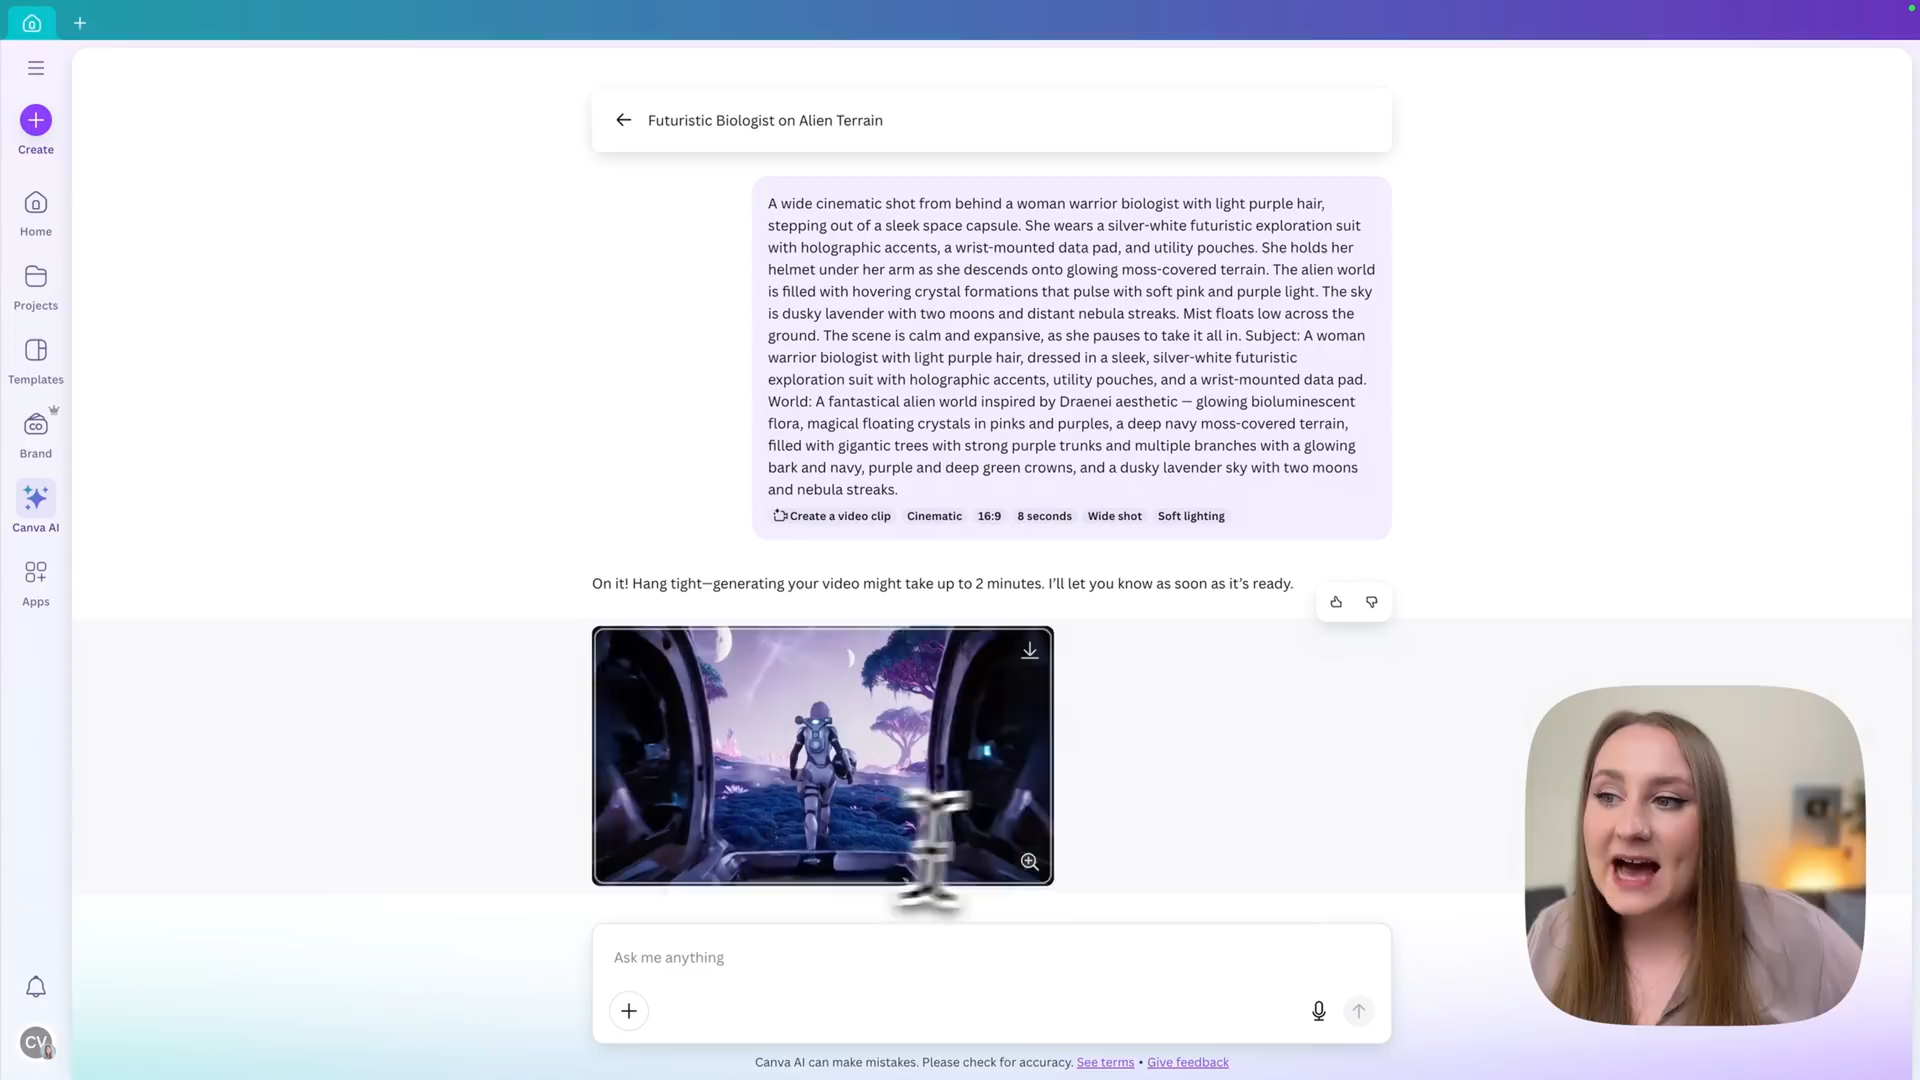 Create
Home
Projects
Templates
CO
Brand
Canva AI
Apps
CV
Futuristic Biologist on Alien Terrain
A wide cinematic shot from behind a woman warrior biologist with light purple hair,
stepping out of a sleek space capsule. She wears a silver-white futuristic exploration suit
with holographic accents, a wrist-mounted data pad, and utility pouches. She holds her
helmet under her arm as she descends onto glowing moss-covered terrain. The alien world
is filled with hovering crystal formations that pulse with soft pink and purple light. The sky
is dusky lavender with two moons and distant nebula streaks. Mist floats low across the
ground. The scene is calm and expansive, as she pauses to take it all in. Subject: A woman
warrior biologist with light purple hair, dressed in a sleek, silver-white futuristic
exploration suit with holographic accents, utility pouches, and a wrist-mounted data pad.
World: A fantastical alien world inspired by Draenei aesthetic — glowing bioluminescent
flora, magical floating crystals in pinks and purples, a deep navy moss-covered terrain,
filled with gigantic trees with strong purple trunks and multiple branches with a glowing
bark and navy, purple and deep green crowns, and a dusky lavender sky with two moons
and nebula streaks.
Create a video clip Cinematic 16:9 8 seconds Wide shot Soft lighting
On it! Hang tight—generating your video might take up to 2 minutes. I’ll let you know as soon as it’s ready.
Ask me anything
Canva AI can make mistakes. Please check for accuracy. See terms • Give feedback